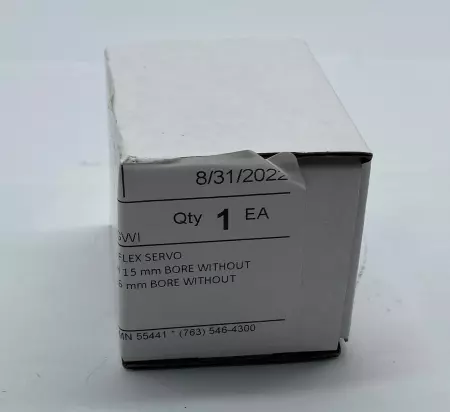 8/31/2022
Qty 1 EA
SWI
FLEX SERVO
15 mm BORE WITHOUT
mm BORE WITHOUT
MN 55441 * (763) 546-4300